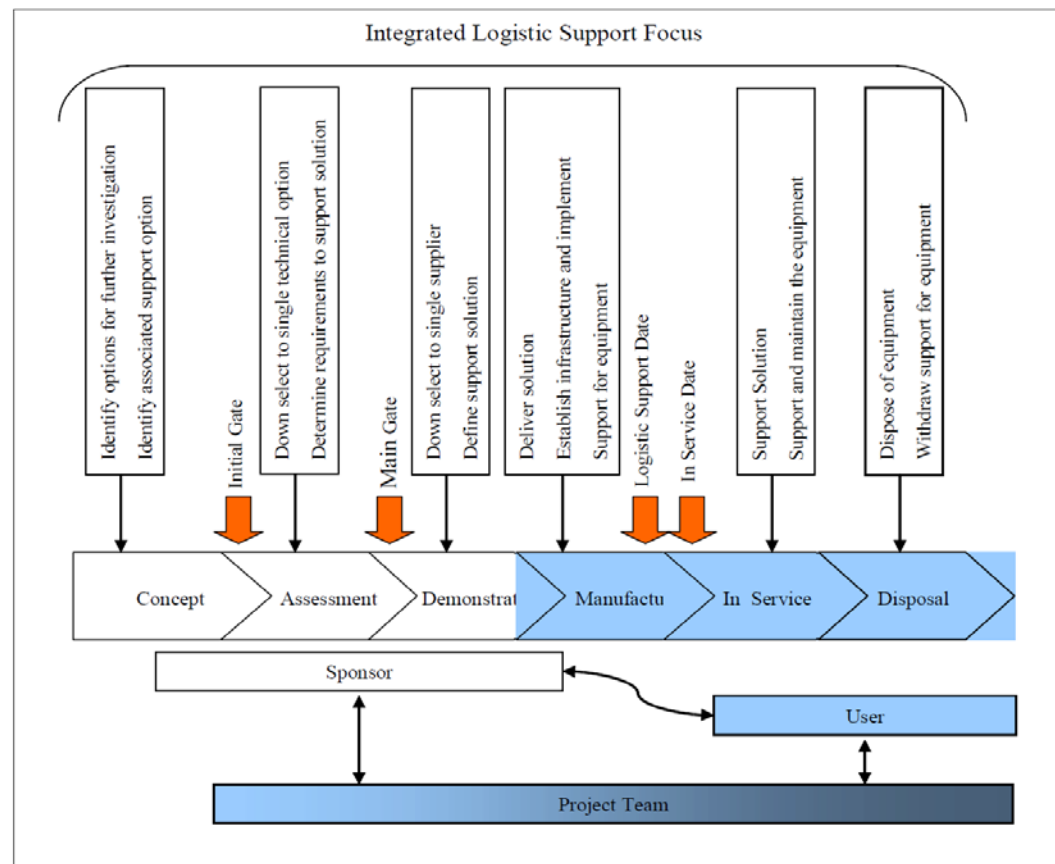 Integrated Logistic Support Focus
Identify options for further investigation
Identify associated support option
Initial Gate
Down select to single technical option
Determine requirements to support solution
Main Gate
Down select to single supplier
Define support solution
Deliver solution
Establish infrastructure and implement
Support for equipment
Logistic Support Date
In Service Date
Support Solution
Support and maintain the equipment
Dispose of equipment
Withdraw support for equipment
Concept
Assessment
Demonstrat
Manufactu
In Service
Disposal
Sponsor
User
Project Team